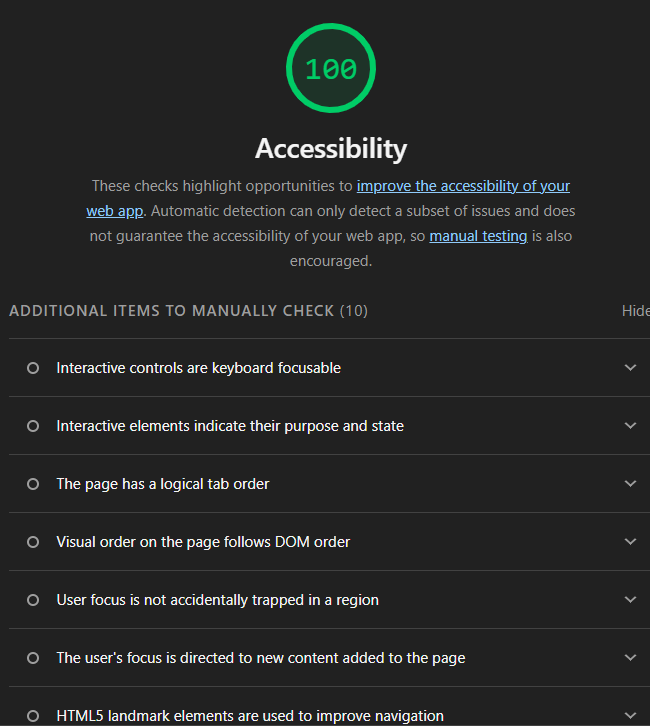 100
Accessibility
These checks highlight opportunities to improve the accessibility of your
web app. Automatic detection can only detect a subset of issues and does
not guarantee the accessibility of your web app, so manual testing is also
encouraged.
ADDITIONAL ITEMS TO MANUALLY CHECK (10) Hide
Interactive controls are keyboard focusable
Interactive elements indicate their purpose and state
The page has a logical tab order
Visual order on the page follows DOM order
User focus is not accidentally trapped in a region
The user's focus is directed to new content added to the page
HTML5 landmark elements are used to improve navigation